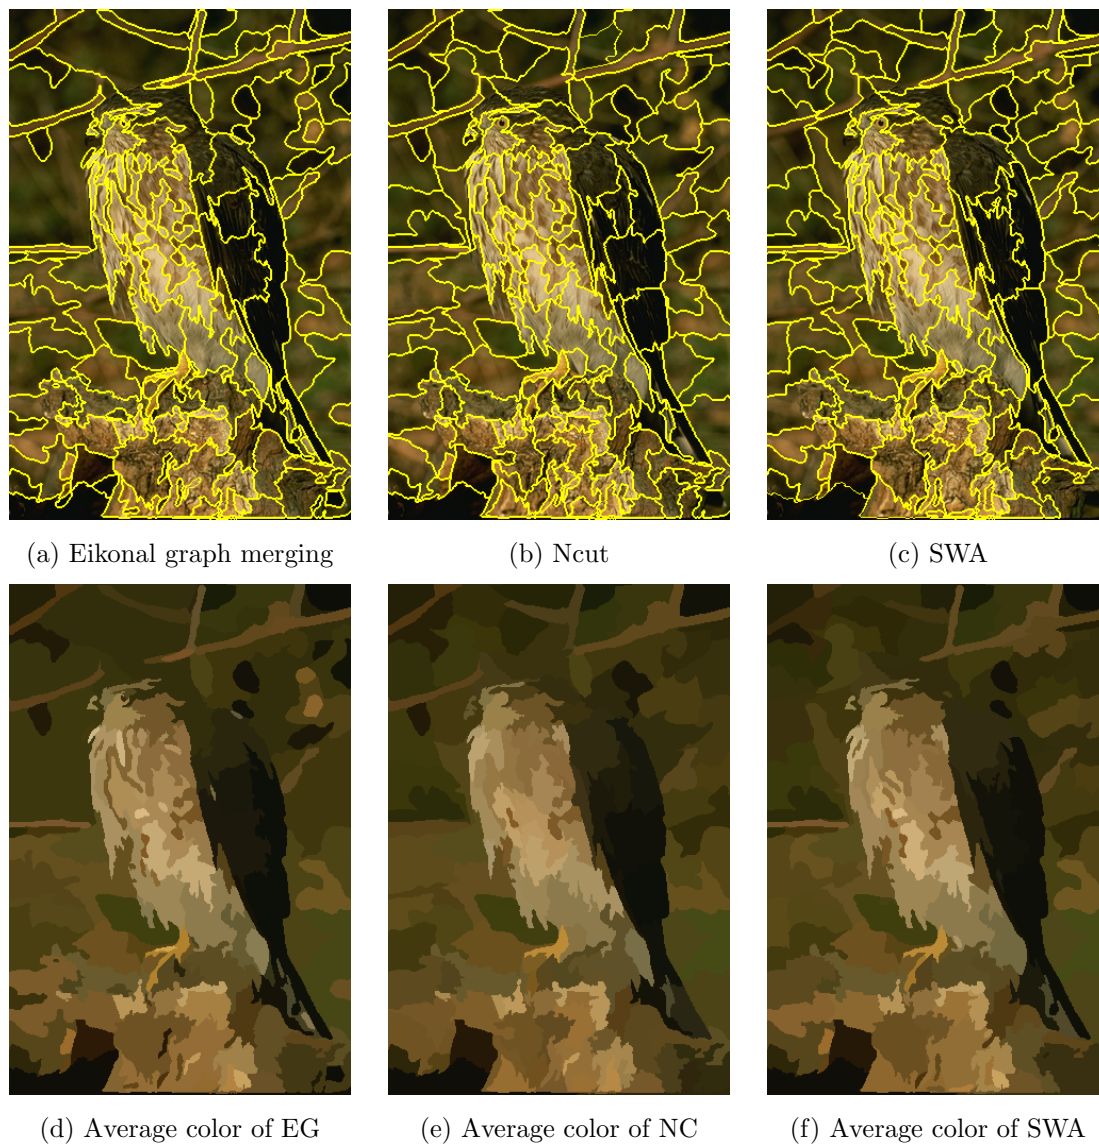 (a) Eikonal graph merging
(b) Ncut
(c) SWA
(d) Average color of EG
(e) Average color of NC
(f) Average color of SWA